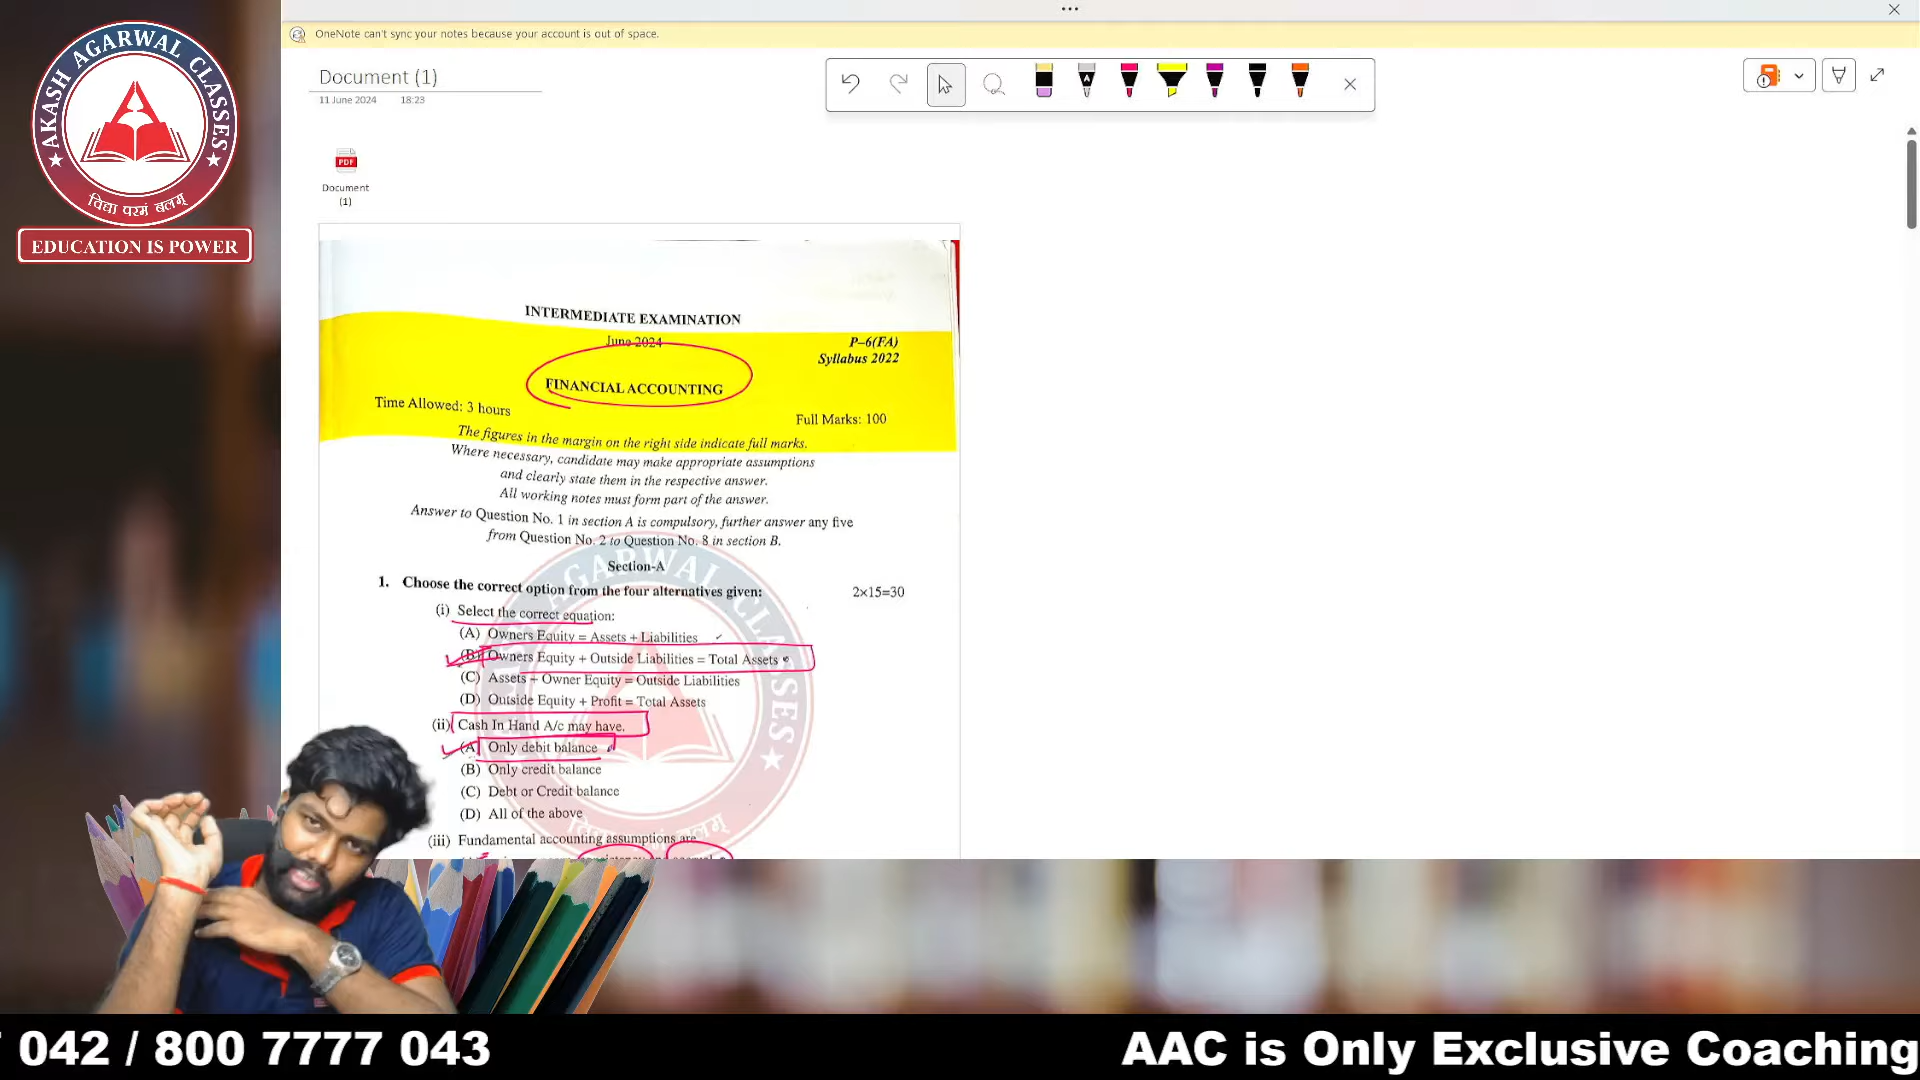 AKASH AGARWAL CLASSES
विद्या परमं बलम्
EDUCATION IS POWER
OneNote can't sync your notes because your account is out of space.
Document (1)
11 June 2024 18:23
PDF
Document
(1)
INTERMEDIATE EXAMINATION
June 2024
P–6(FA)
Syllabus 2022
FINANCIAL ACCOUNTING
Time Allowed: 3 hours
Full Marks: 100
The figures in the margin on the right side indicate full marks.
Where necessary, candidate may make appropriate assumptions
and clearly state them in the respective answer.
All working notes must form part of the answer.
Answer to Question No. 1 in section A is compulsory, further answer any five
from Question No. 2 to Question No. 8 in section B.
Section-A
1. Choose the correct option from the four alternatives given: 2×15=30
(i) Select the correct equation:
(A) Owners Equity = Assets + Liabilities
(B) Owners Equity + Outside Liabilities = Total Assets
(C) Assets + Owner Equity = Outside Liabilities
(D) Outside Equity + Profit = Total Assets
(ii) Cash In Hand A/c may have.
(A) Only debit balance
(B) Only credit balance
(C) Debt or Credit balance
(D) All of the above
(iii) Fundamental accounting assumptions are
042 / 800 7777 043
AAC is Only Exclusive Coaching